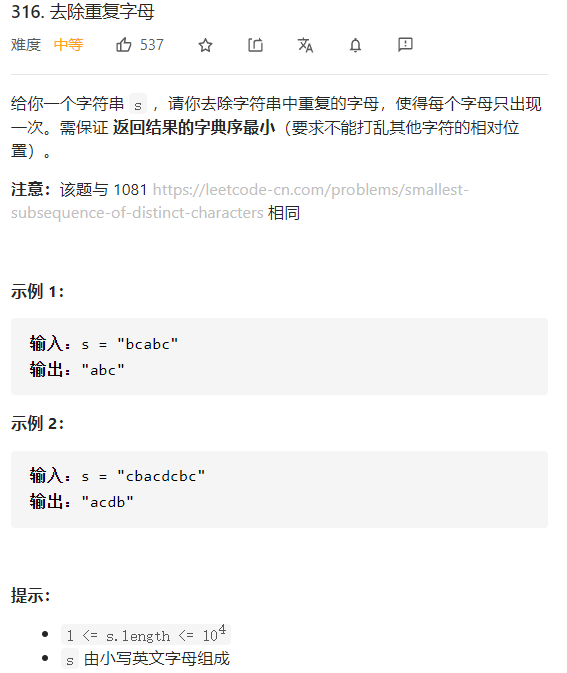 316. 去除重复字母
难度 中等 537
给你一个字符串 s ，请你去除字符串中重复的字母，使得每个字母只出现
一次。需保证 返回结果的字典序最小（要求不能打乱其他字符的相对位
置）。
注意：该题与 1081 https://leetcode-cn.com/problems/smallest-
subsequence-of-distinct-characters 相同
示例 1：
输入：s = "bcabc"
输出："abc"
示例 2：
输入：s = "cbacdcbc"
输出："acdb"
提示：
• 1 <= s.length <= 10⁴
• s 由小写英文字母组成